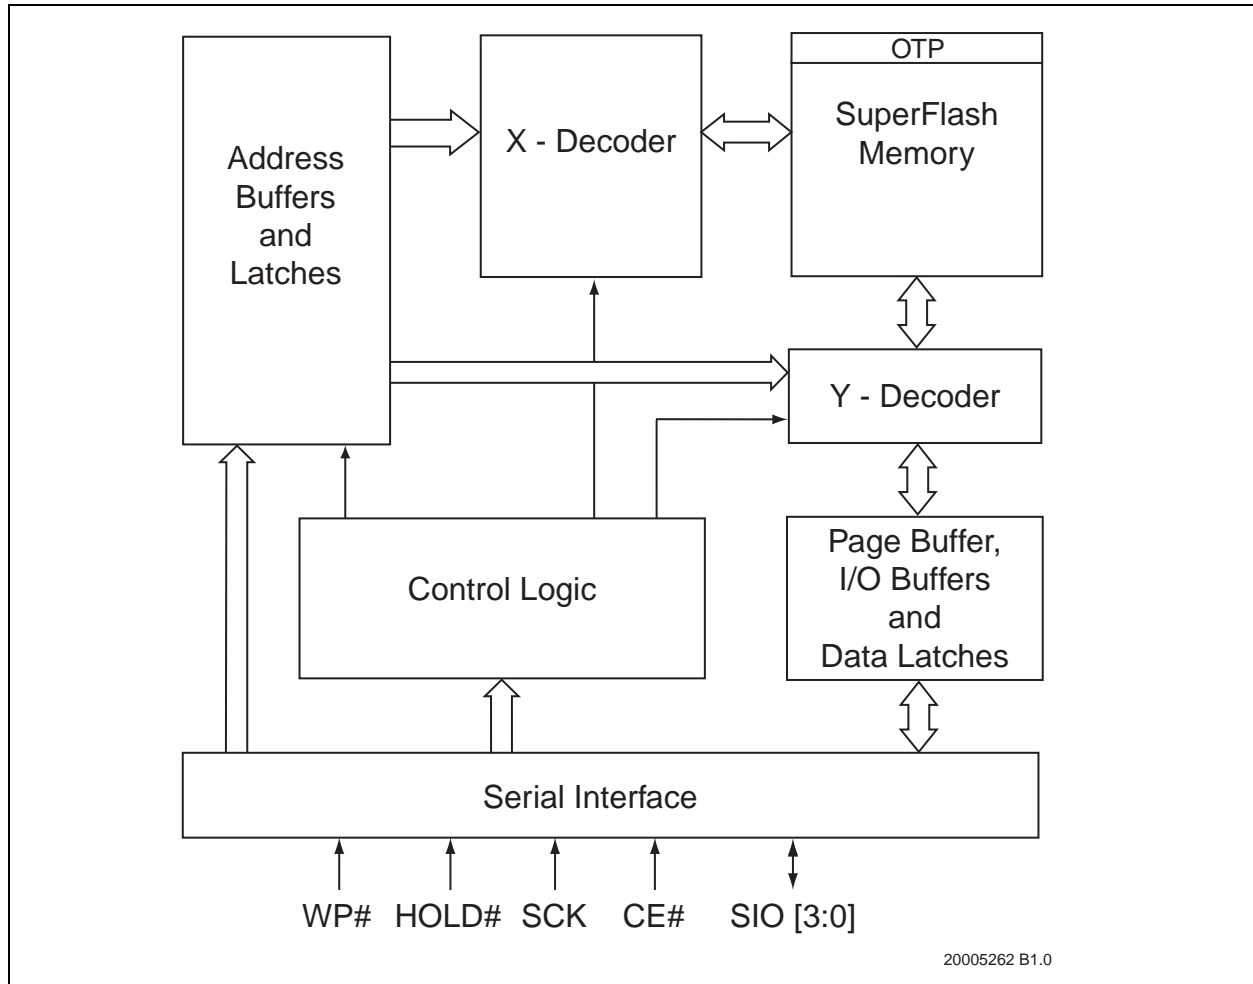 OTP
SuperFlash
Memory
X - Decoder
Address
Buffers
and
Latches
Y - Decoder
Page Buffer,
I/O Buffers
and
Data Latches
Control Logic
Serial Interface
WP# HOLD# SCK CE# SIO [3:0]
20005262 B1.0